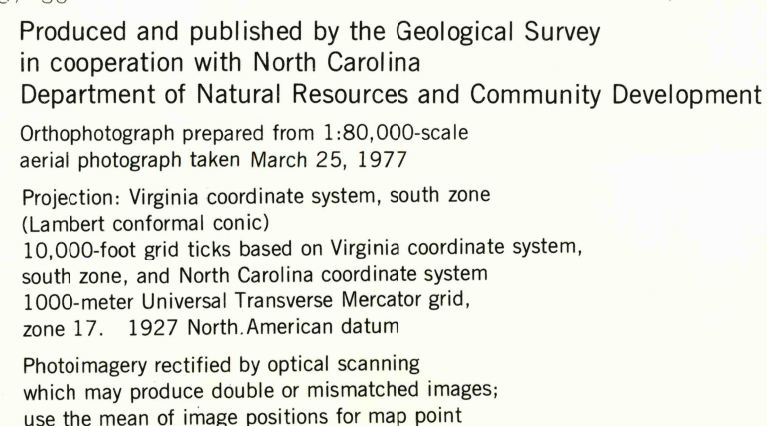 Produced and published by the Geological Survey
in cooperation with North Carolina
Department of Natural Resources and Community Development
Orthophotograph prepared from 1:80,000-scale
aerial photograph taken March 25, 1977
Projection: Virginia coordinate system, south zone
(Lambert conformal conic)
10,000-foot grid ticks based on Virginia coordinate system,
south zone, and North Carolina coordinate system
1000-meter Universal Transverse Mercator grid,
zone 17. 1927 North.American datum
Photoimagery rectified by optical scanning
which may produce double or mismatched images;
use the mean of image positions for map point